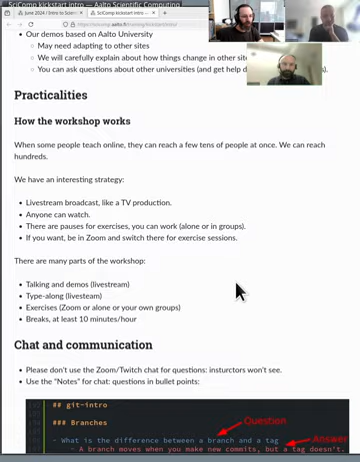 SciComp kickstart intro — Aalto Scientific Computing
June 2024 / Intro to Scien
SciComp kickstart intro —
Our demos based on Aalto University
May need adapting to other sites
We will carefully explain about how things change in other sit
You can ask questions about other universities (and get help d s).
Practicalities
How the workshop works
When some people teach online, they can reach a few tens of people at once. We can reach
hundreds.
We have an interesting strategy:
Livestream broadcast, like a TV production.
Anyone can watch.
There are pauses for exercises, you can work (alone or in groups).
If you want, be in Zoom and switch there for exercise sessions.
There are many parts of the workshop:
Talking and demos (livestream)
Type-along (livesteam)
Exercises (Zoom or alone or your own groups)
Breaks, at least 10 minutes/hour
Chat and communication
Please don't use the Zoom/Twitch chat for questions: insturctors won't see.
Use the "Notes" for chat: questions in bullet points:
## git-intro
### Branches
Question
- What is the difference between a branch and a tag
Answer
- A branch moves when you make new commits, but a tag doesn't.